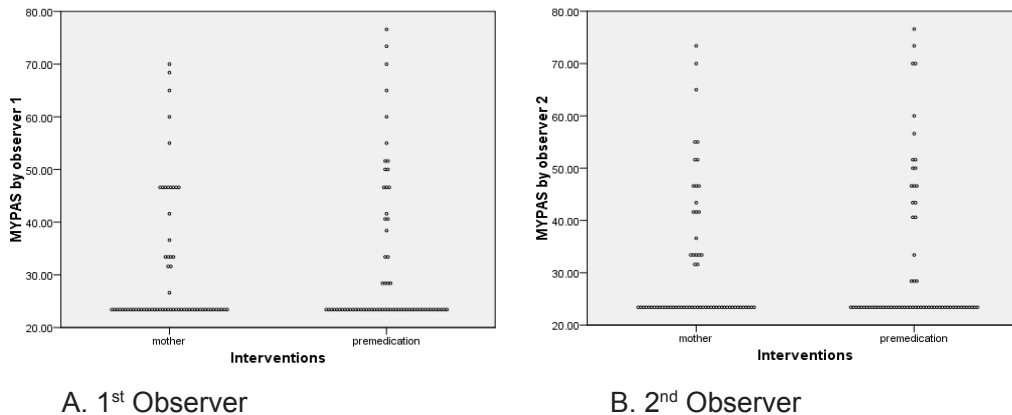 80.00
70.00
60.00
50.00
40.00
30.00
20.00
MYPAS by observer 1
mother
premedication
Interventions
A. 1st Observer
80.00
70.00
60.00
50.00
40.00
30.00
20.00
MYPAS by observer 2
mother
premedication
Interventions
B. 2nd Observer